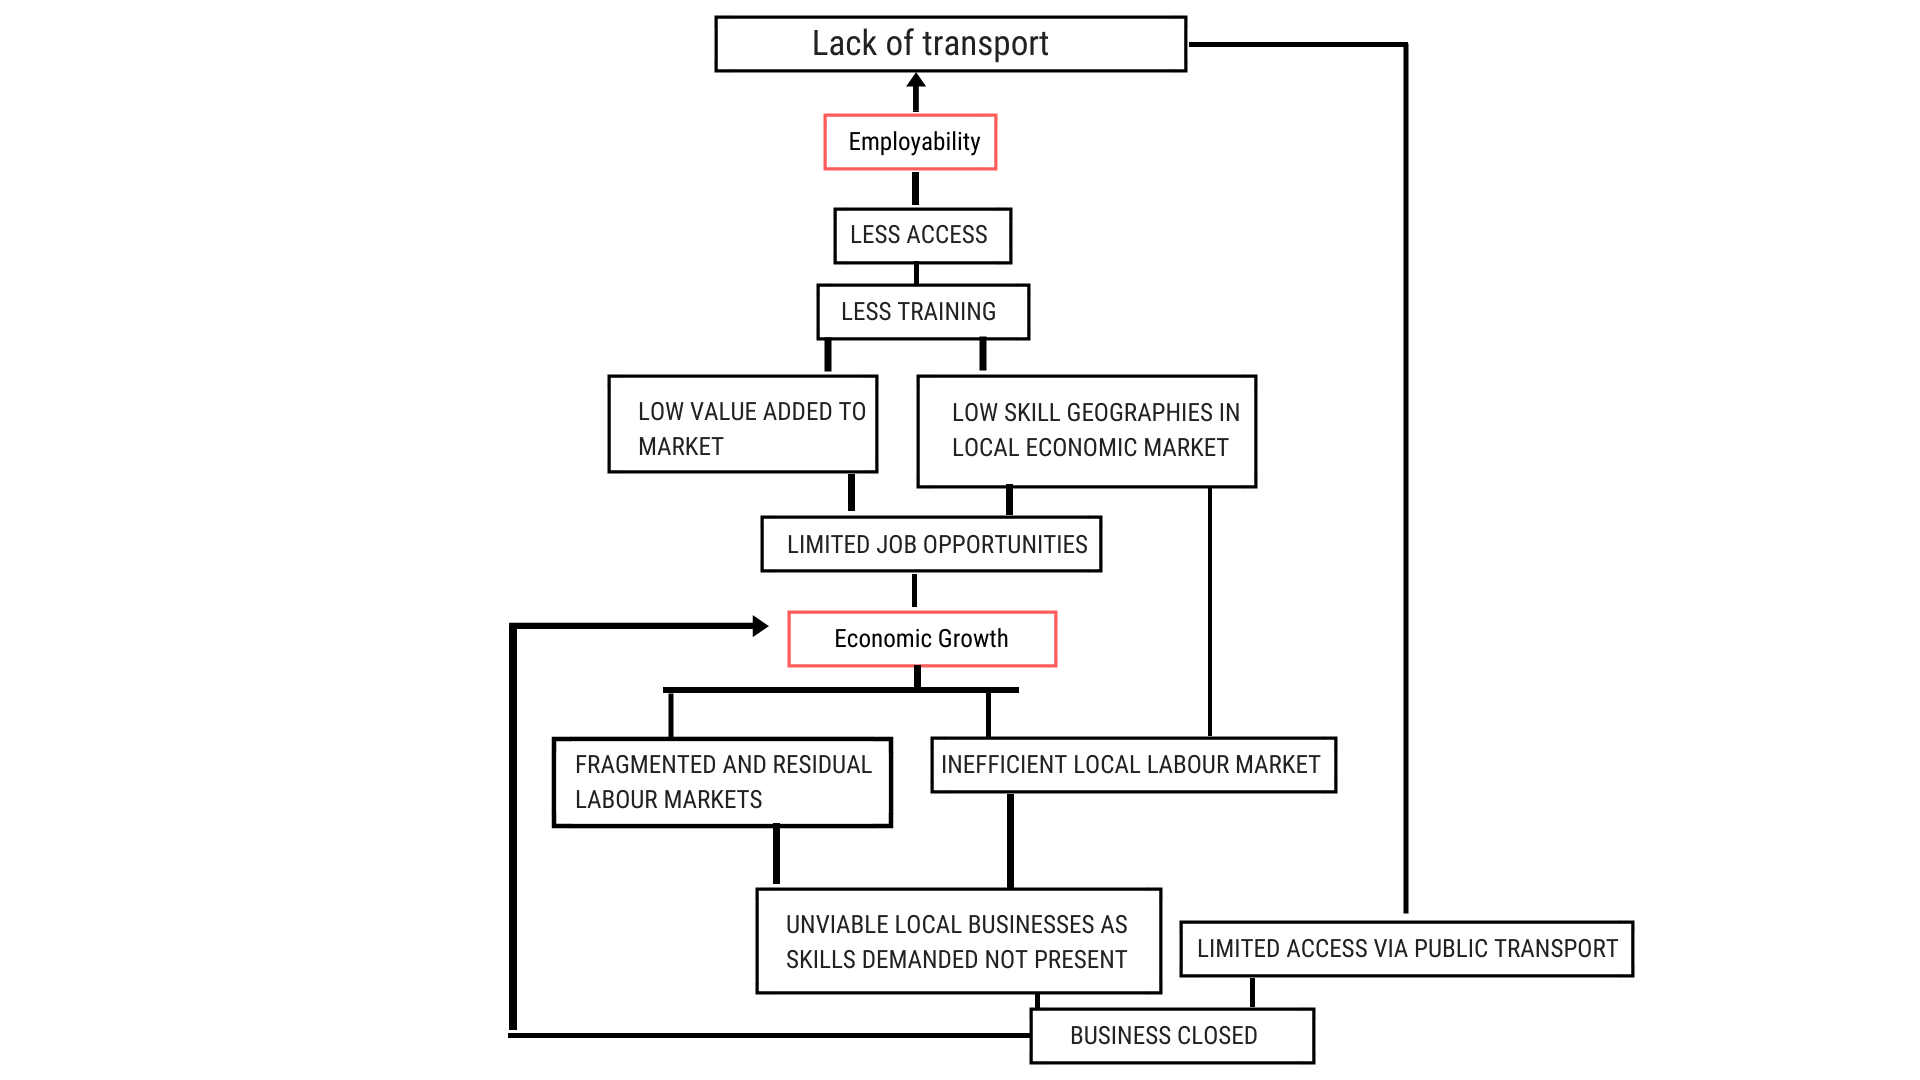 Lack of transport
Employability
LESS ACCESS
LESS TRAINING
LOW VALUE ADDED TO
MARKET
LOW SKILL GEOGRAPHIES IN
LOCAL ECONOMIC MARKET
LIMITED JOB OPPORTUNITIES
Economic Growth
FRAGMENTED AND RESIDUAL
LABOUR MARKETS
INEFFICIENT LOCAL LABOUR MARKET
UNVIABLE LOCAL BUSINESSES AS
SKILLS DEMANDED NOT PRESENT
LIMITED ACCESS VIA PUBLIC TRANSPORT
BUSINESS CLOSED